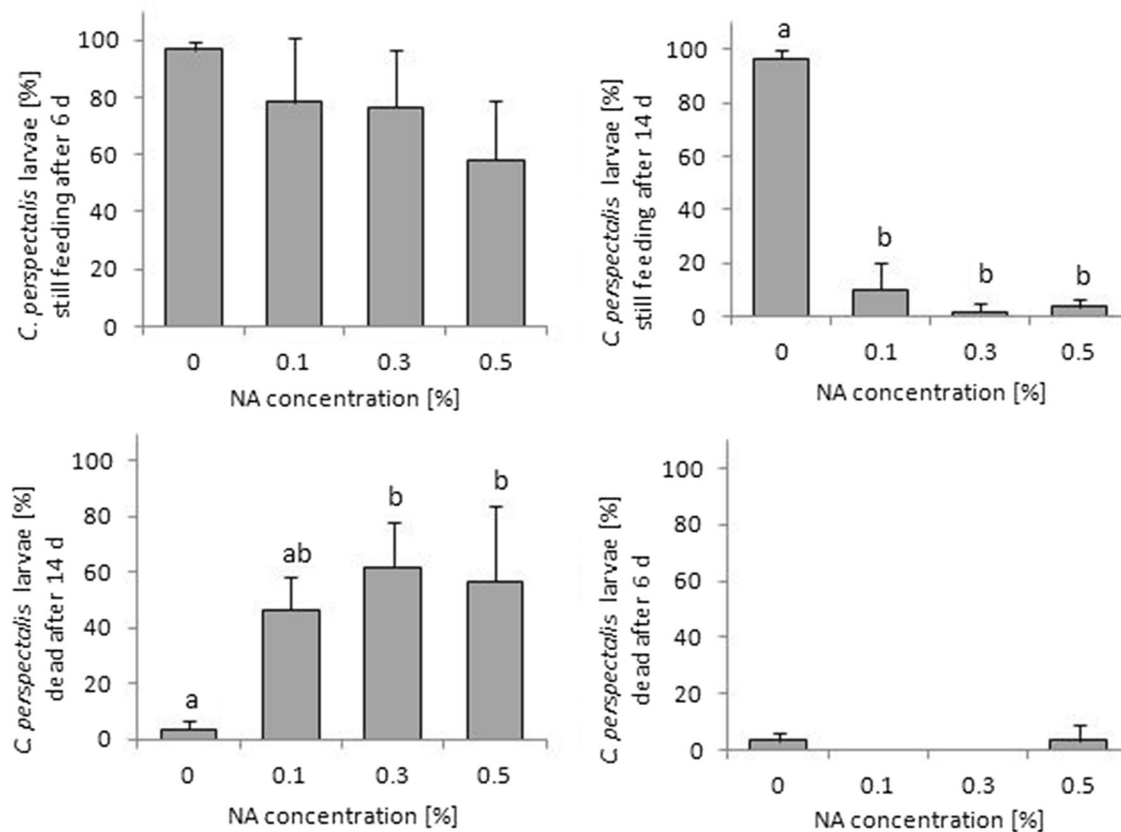 C. perspectalis larvae [%]
still feeding after 6 d
100
80
60
40
20
0
0 0.1 0.3 0.5
NA concentration [%]
C. perspectalis larvae [%]
still feeding after 14 d
100
80
60
40
20
0
a
b
b
b
0 0.1 0.3 0.5
NA concentration [%]
C. perspectalis larvae [%]
dead after 14 d
100
80
60
40
20
0
a
ab
b
b
0 0.1 0.3 0.5
NA concentration [%]
C. perspectalis larvae [%]
dead after 6 d
100
80
60
40
20
0
0 0.1 0.3 0.5
NA concentration [%]